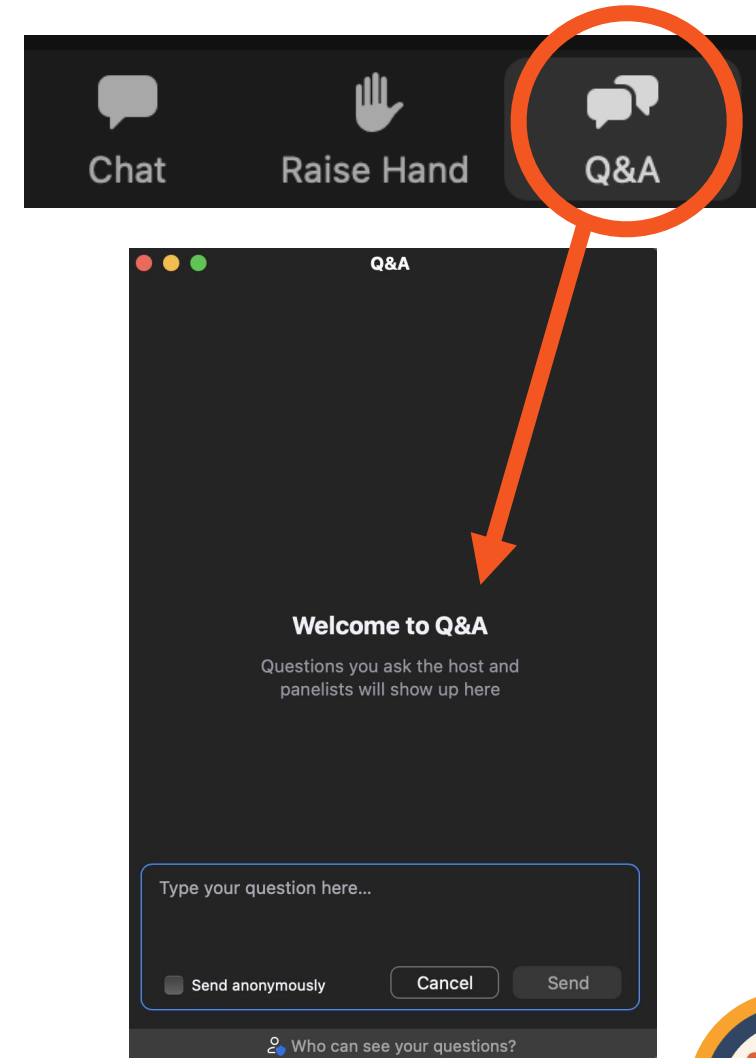 Chat Raise Hand Q&A
Q&A
Welcome to Q&A
Questions you ask the host and
panelists will show up here
Type your question here...
Send anonymously Cancel Send
Who can see your questions?